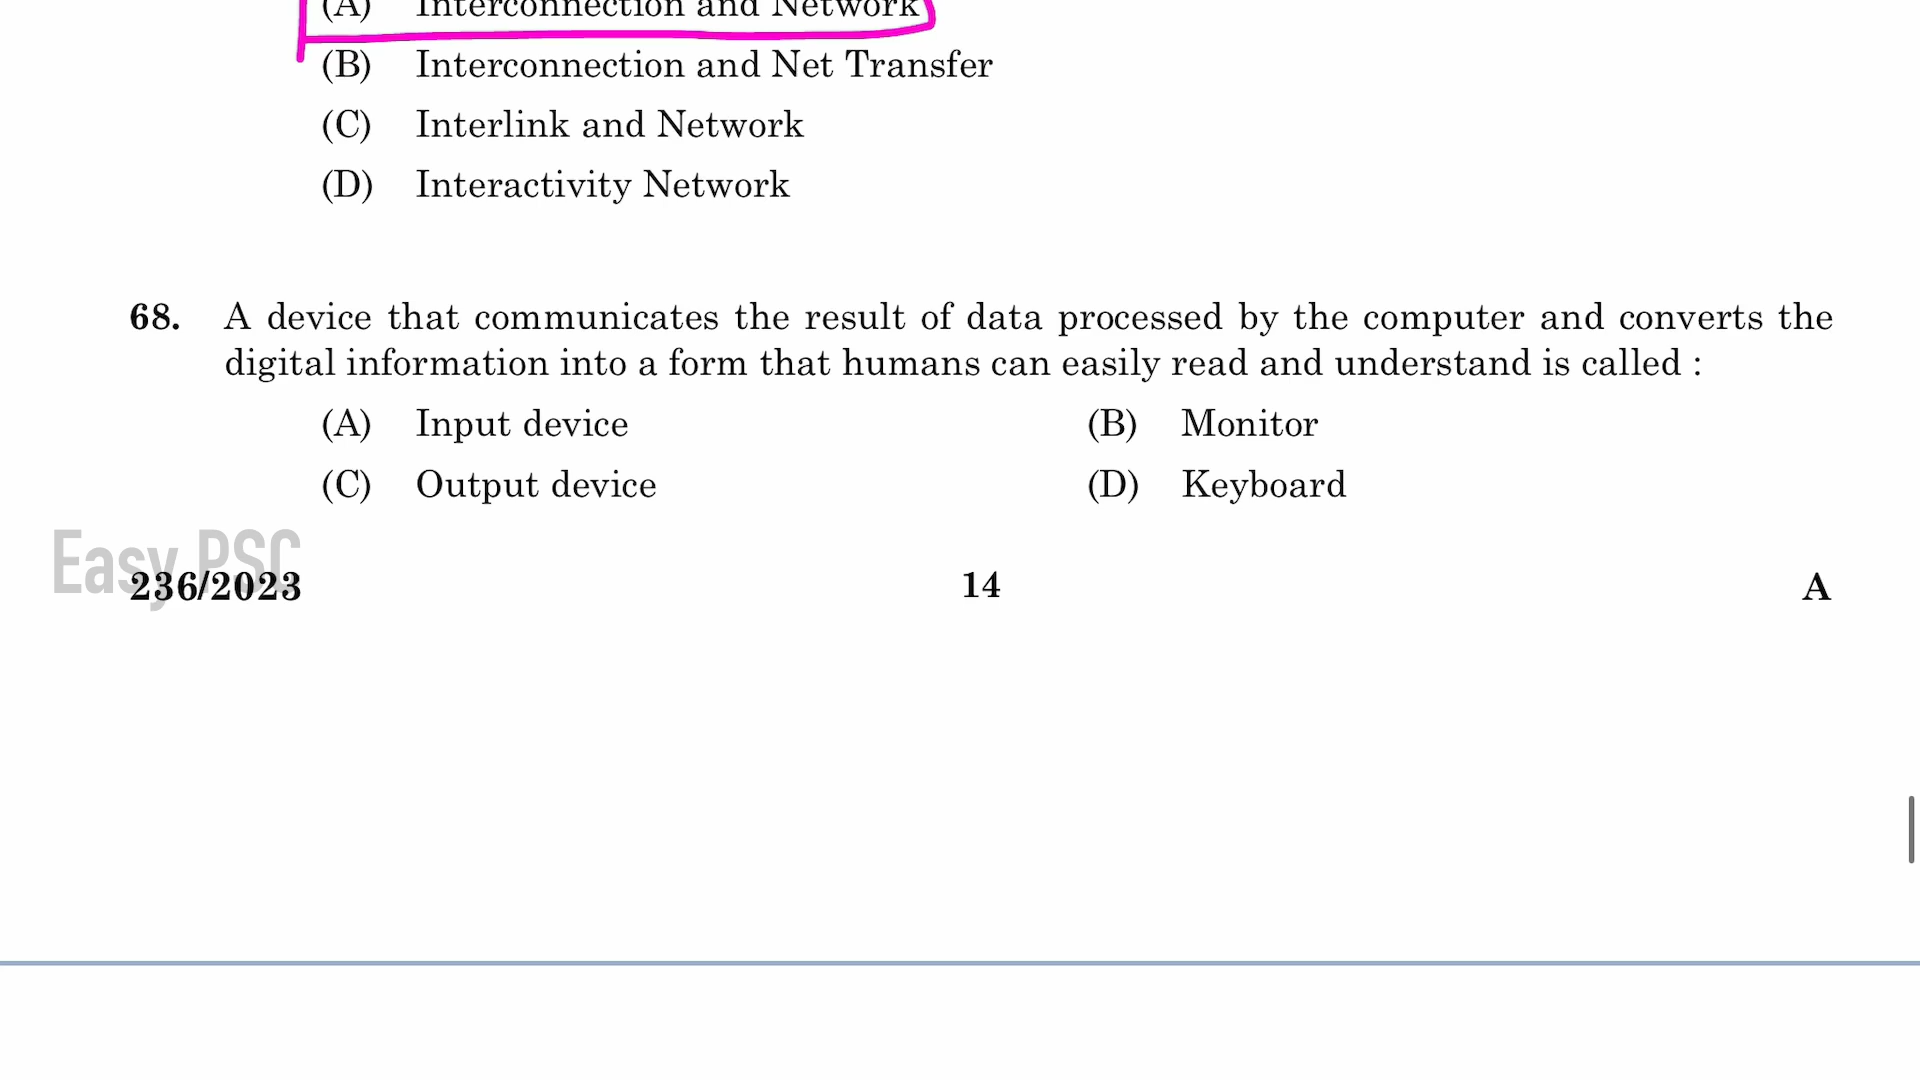 (A) Interconnection and Network
(B) Interconnection and Net Transfer
(C) Interlink and Network
(D) Interactivity Network
68. A device that communicates the result of data processed by the computer and converts the
digital information into a form that humans can easily read and understand is called :
(A) Input device (B) Monitor
(C) Output device (D) Keyboard
Easy PSC
236/2023 14 A